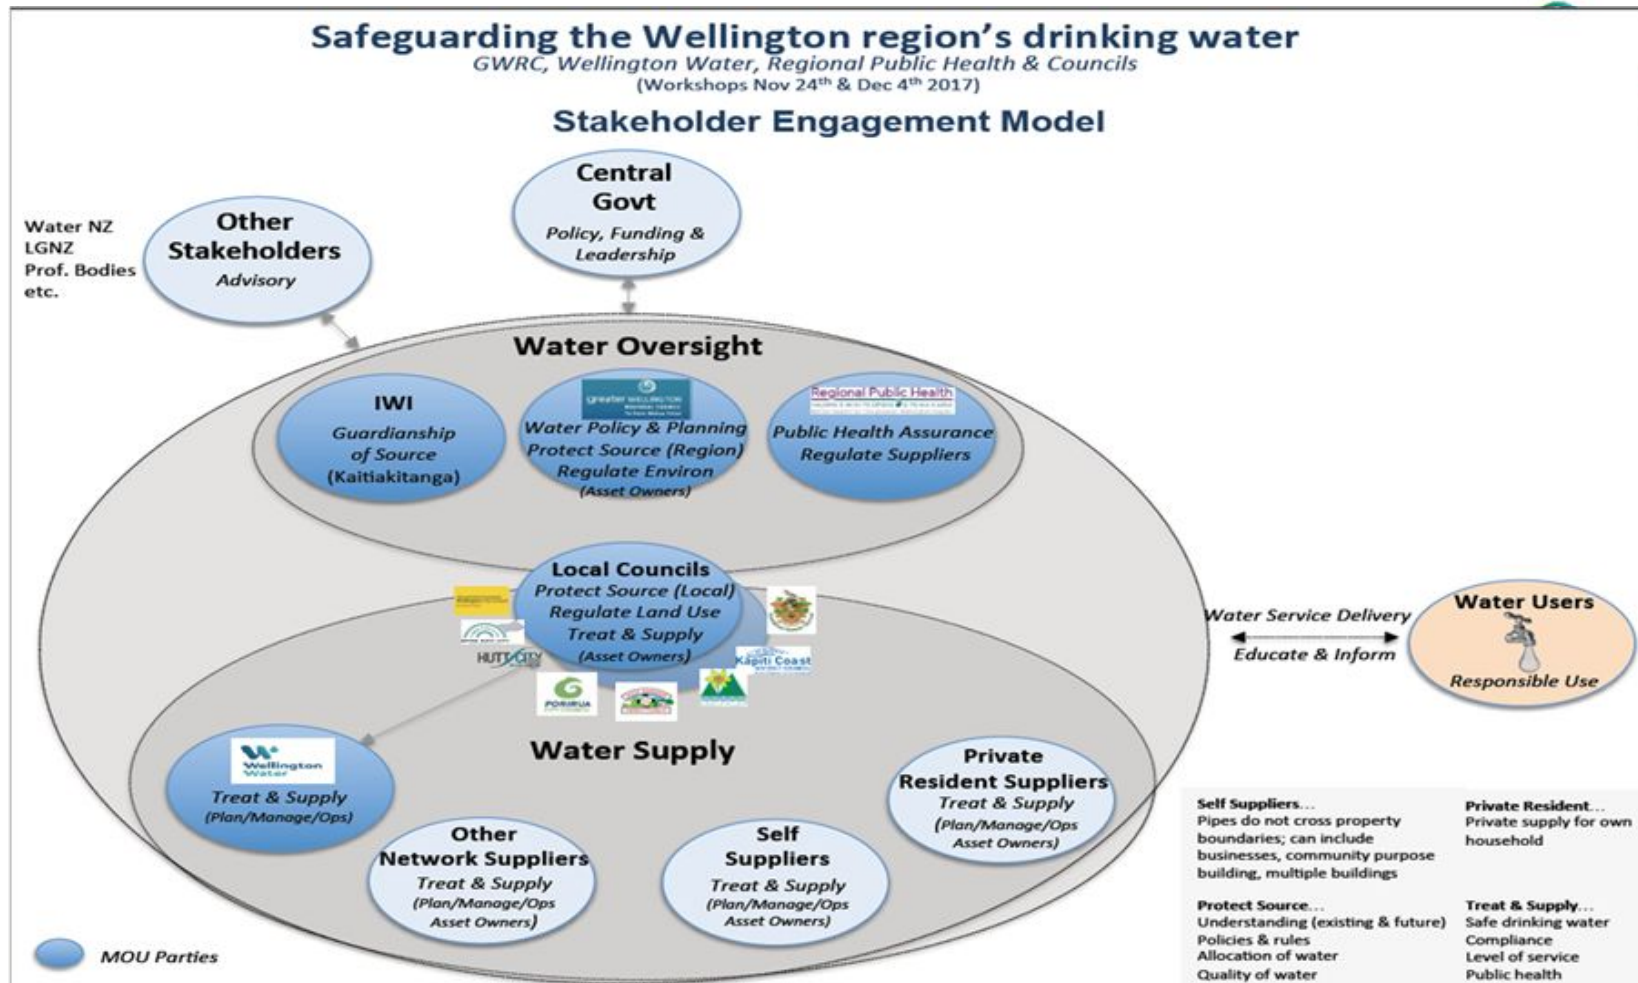 Safeguarding the Wellington region's drinking water
GWRC, Wellington Water, Regional Public Health & Councils
(Workshops Nov 24th & Dec 4th 2017)
Stakeholder Engagement Model
Central
Govt
Policy, Funding &
Leadership
Other
Stakeholders
Advisory
Water NZ
LGNZ
Prof. Bodies
etc.
Water Oversight
IWI
Guardianship
of Source
(Kaitiakitanga)
greater WELLINGTON
Water Policy & Planning
Protect Source (Region)
Regulate Environ
(Asset Owners)
Regional Public Health
Public Health Assurance
Regulate Suppliers
Local Councils
Protect Source (Local)
Regulate Land Use
Treat & Supply
(Asset Owners)
HUTT CITY
PORIRUA
Kāpiti Coast
Water Service Delivery
Educate & Inform
Water Users
Responsible Use
Water Supply
Wellington
Water
Treat & Supply
(Plan/Manage/Ops)
Other
Network Suppliers
Treat & Supply
(Plan/Manage/Ops
Asset Owners)
Self
Suppliers
Treat & Supply
(Plan/Manage/Ops
Asset Owners)
Private
Resident Suppliers
Treat & Supply
(Plan/Manage/Ops
Asset Owners)
MOU Parties
Self Suppliers...
Pipes do not cross property
boundaries; can include
businesses, community purpose
building, multiple buildings
Private Resident...
Private supply for own
household
Protect Source...
Understanding (existing & future)
Policies & rules
Allocation of water
Quality of water
Treat & Supply...
Safe drinking water
Compliance
Level of service
Public health